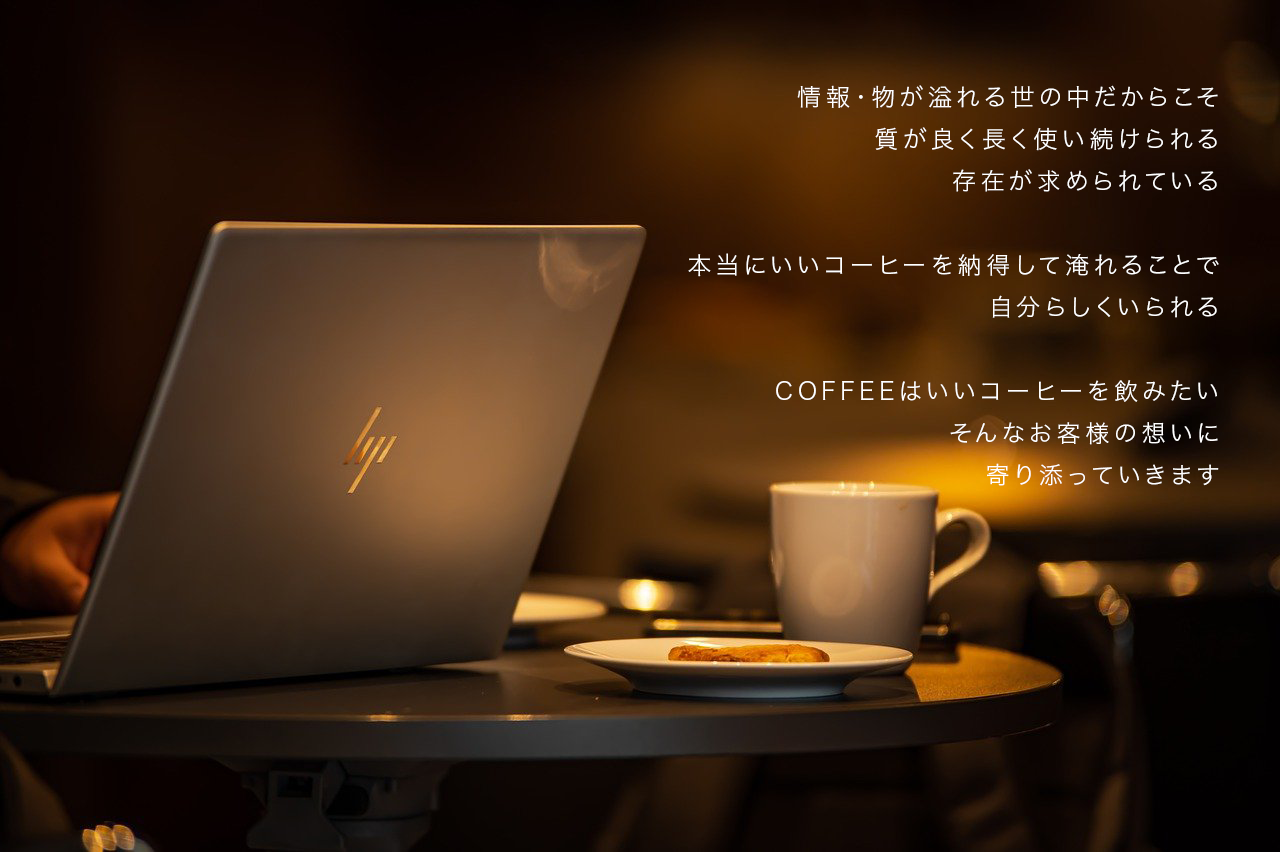 情報・物が溢れる世の中だからこそ
質が良く長く使い続けられる
存在が求められている
本当にいいコーヒーを納得して淹れることで
自分らしくいられる
COFFEEはいいコーヒーを飲みたい
そんなお客様の想いに
寄り添っていきます
hp